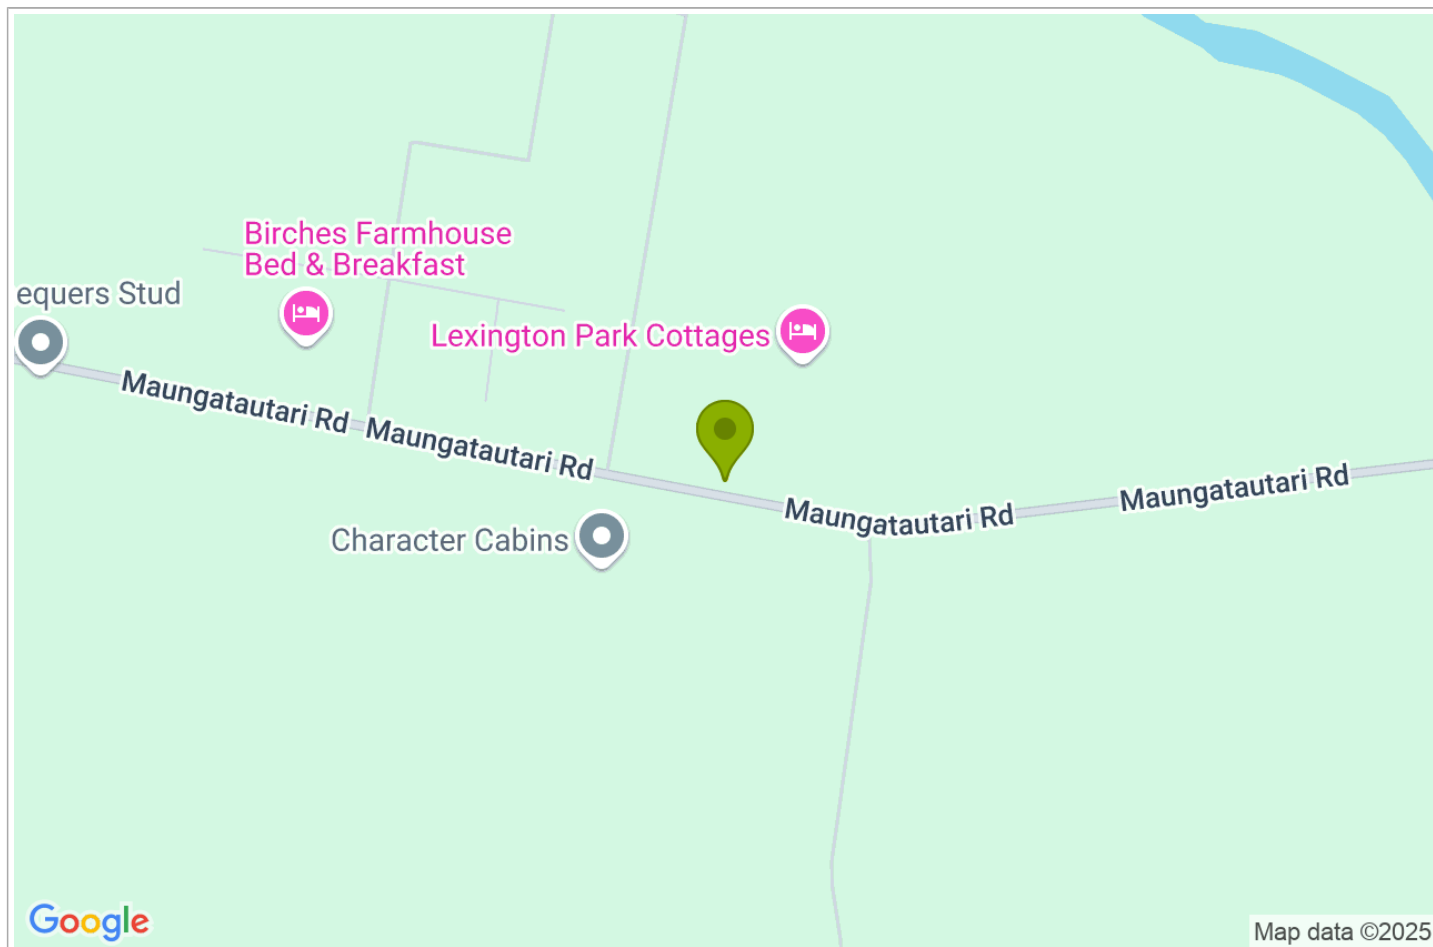 Birches Farmhouse
Bed & Breakfast
equers Stud
Lexington Park Cottages
Maungatautari Rd
Maungatautari Rd
Maungatautari Rd
Maungatautari Rd
Character Cabins
Google
Map data ©2025